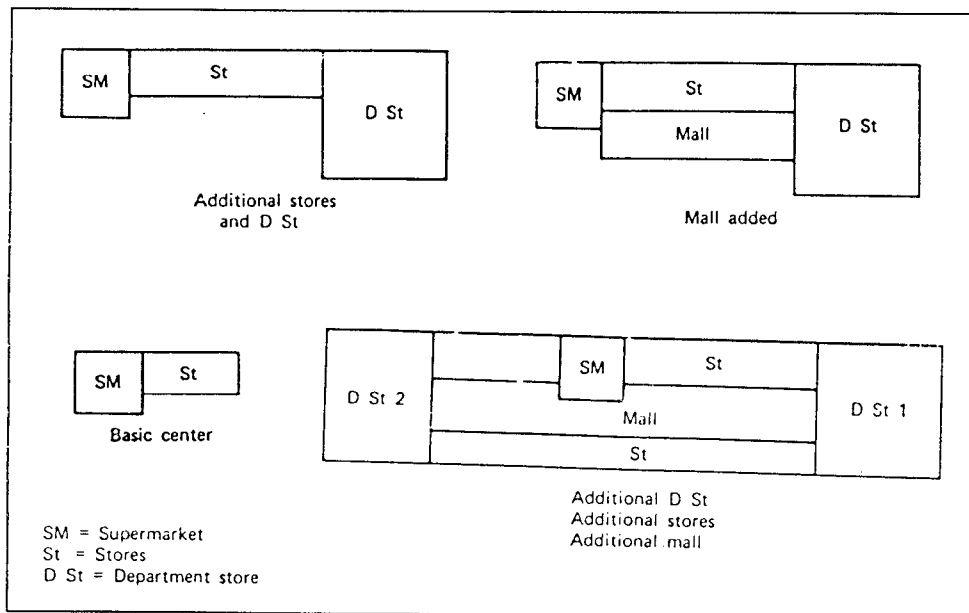 SM
St
D St
Additional stores
and D St
SM
St
Mall
D St
Mall added
SM
St
Basic center
D St 2
SM
St
Mall
St
D St 1
Additional D St
Additional stores
Additional mall
SM = Supermarket
St = Stores
D St = Department store